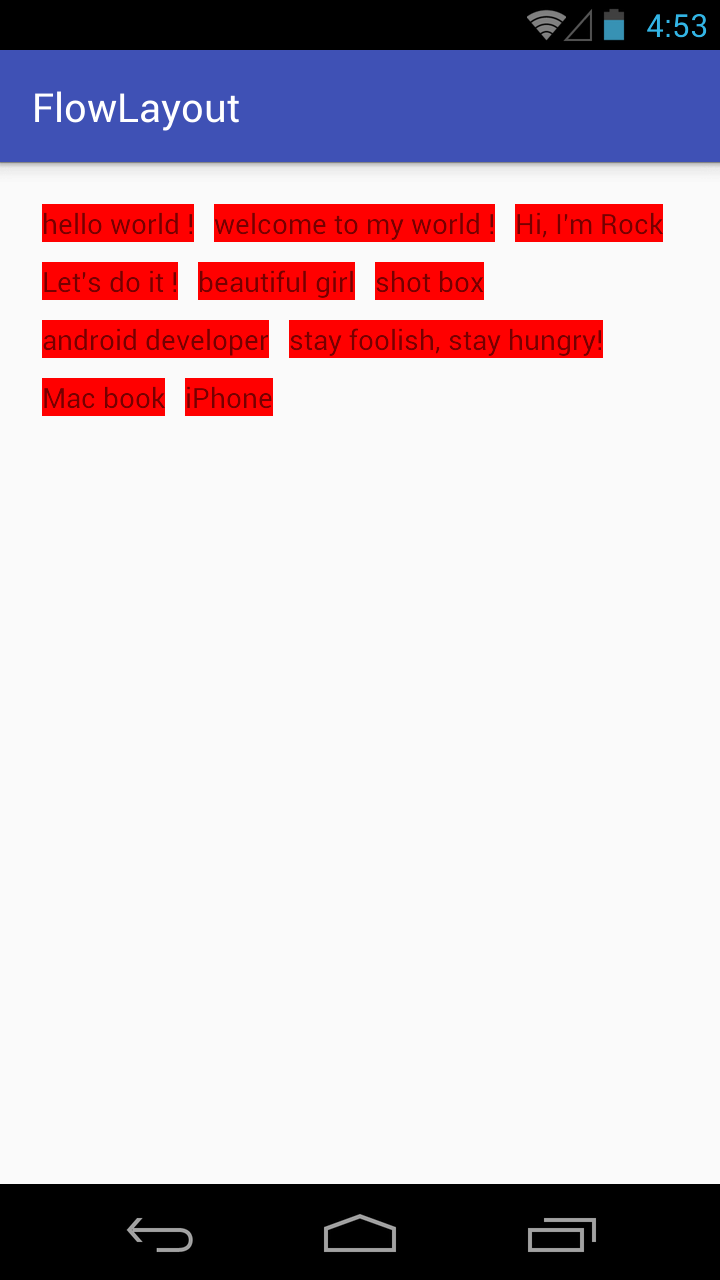 4:53
FlowLayout
hello world ! welcome to my world ! Hi, I'm Rock
Let's do it ! beautiful girl shot box
android developer stay foolish, stay hungry!
Mac book iPhone